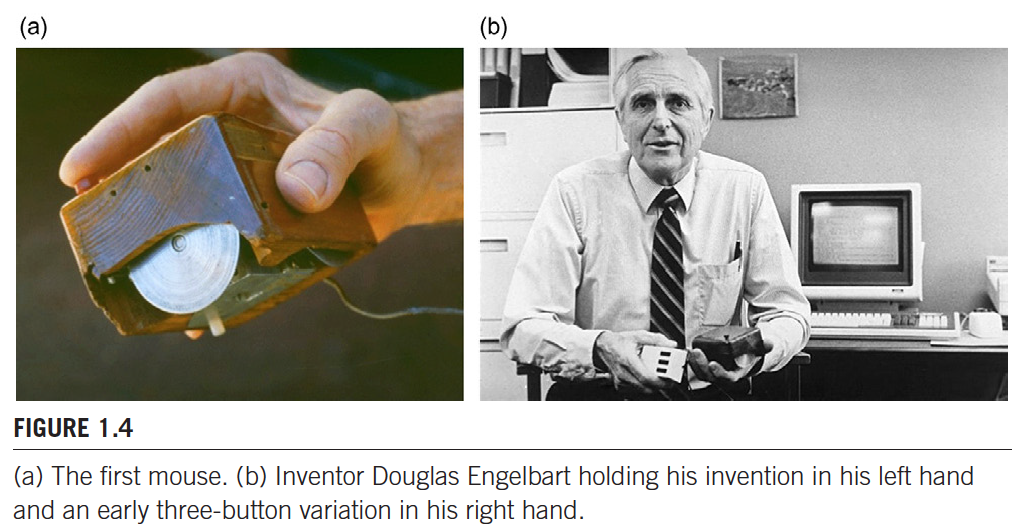 (a)
(b)
FIGURE 1.4
(a) The first mouse. (b) Inventor Douglas Engelbart holding his invention in his left hand
and an early three-button variation in his right hand.